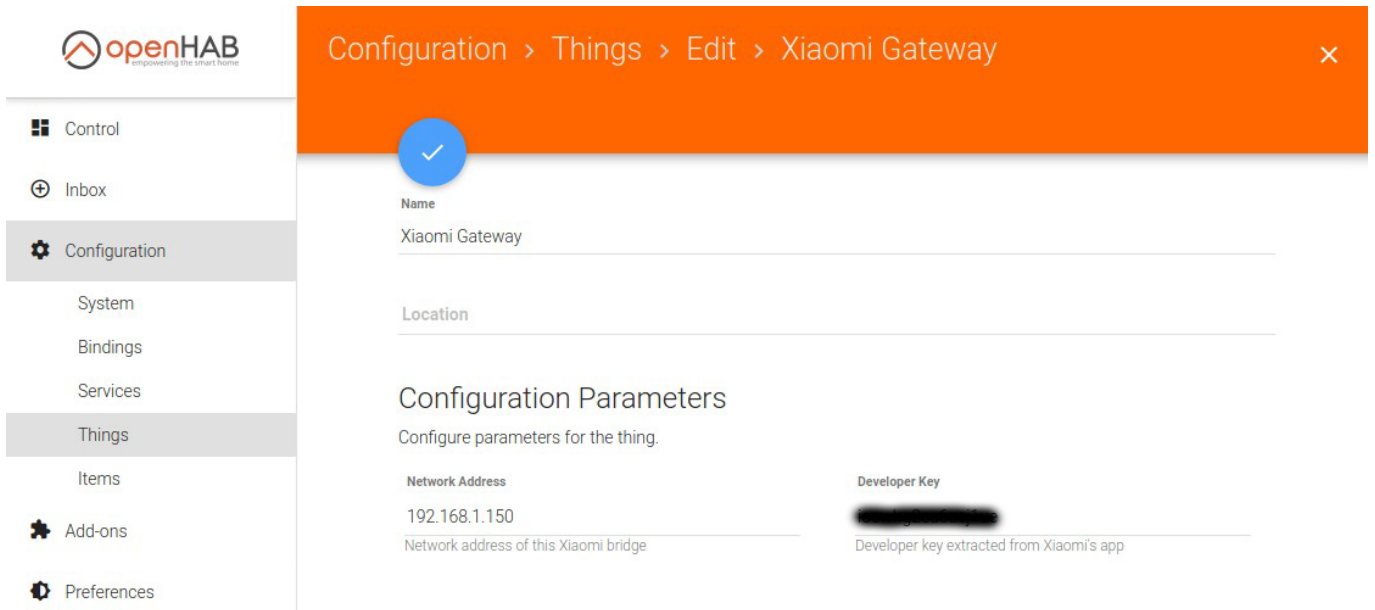 openHAB
empowering the smart home
Configuration > Things > Edit > Xiaomi Gateway
Control
Inbox
Configuration
System
Bindings
Services
Things
Items
Add-ons
Preferences
Name
Xiaomi Gateway
Location
Configuration Parameters
Configure parameters for the thing.
Network Address
192.168.1.150
Network address of this Xiaomi bridge
Developer Key
Developer key extracted from Xiaomi's app